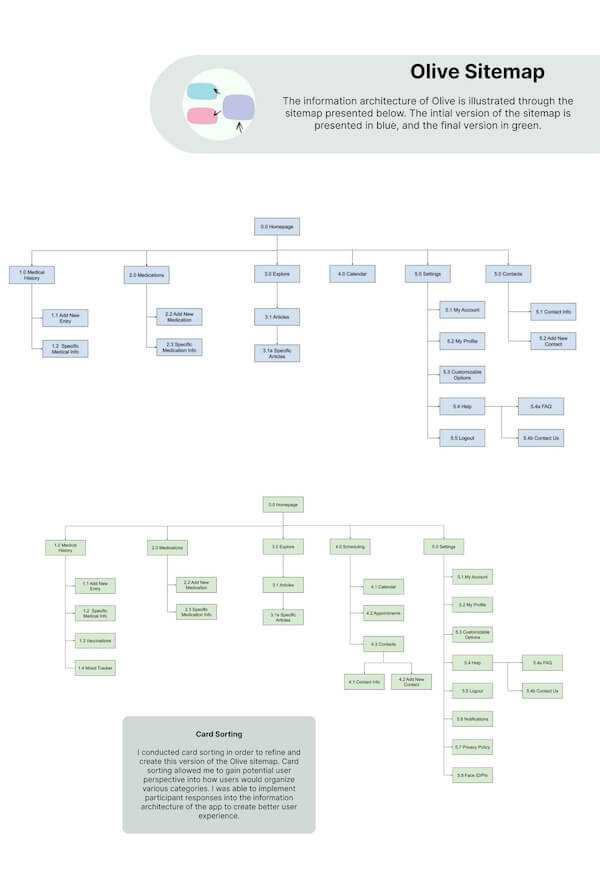 Olive Sitemap
The information architecture of Olive is illustrated through the
sitemap presented below. The intial version of the sitemap is
presented in blue, and the final version in green.
0.0 Homepage
1.0 Medical
History
2.0 Medications
3.0 Explore
4.0 Calendar
5.0 Settings
5.0 Contacts
1.1 Add New
Entry
1.2 Specific
Medical Info
2.2 Add New
Medication
2.3 Specific
Medication Info
3.1 Articles
3.1a Specific
Articles
5.1 My Account
5.2 My Profile
5.3 Customizable
Options
5.4 Help
5.5 Logout
5.4a FAQ
5.4b Contact Us
5.1 Contact Info
5.2 Add New
Contact
0.0 Homepage
1.0 Medical
History
2.0 Medications
3.0 Explore
4.0 Scheduling
5.0 Settings
1.1 Add New
Entry
1.2 Specific
Medical Info
1.3 Vaccinations
1.4 Mood Tracker
2.2 Add New
Medication
2.3 Specific
Medication Info
3.1 Articles
3.1a Specific
Articles
4.1 Calendar
4.2 Appointments
4.3 Contacts
4.1 Contact Info
4.2 Add New
Contact
5.1 My Account
5.2 My Profile
5.3 Customizable
Options
5.4 Help
5.4a FAQ
5.4b Contact Us
5.5 Logout
5.6 Notifications
5.7 Privacy Policy
5.8 Face ID/Pin
Card Sorting
I conducted card sorting in order to refine and
create this version of the Olive sitemap. Card
sorting allowed me to gain potential user
perspective into how users would organize
various categories. I was able to implement
participant responses into the information
architecture of the app to create better user
experience.